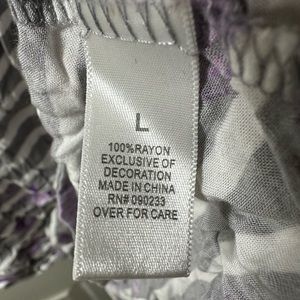 L
100%RAYON
EXCLUSIVE OF
DECORATION
MADE IN CHINA
RN# 090233
OVER FOR CARE